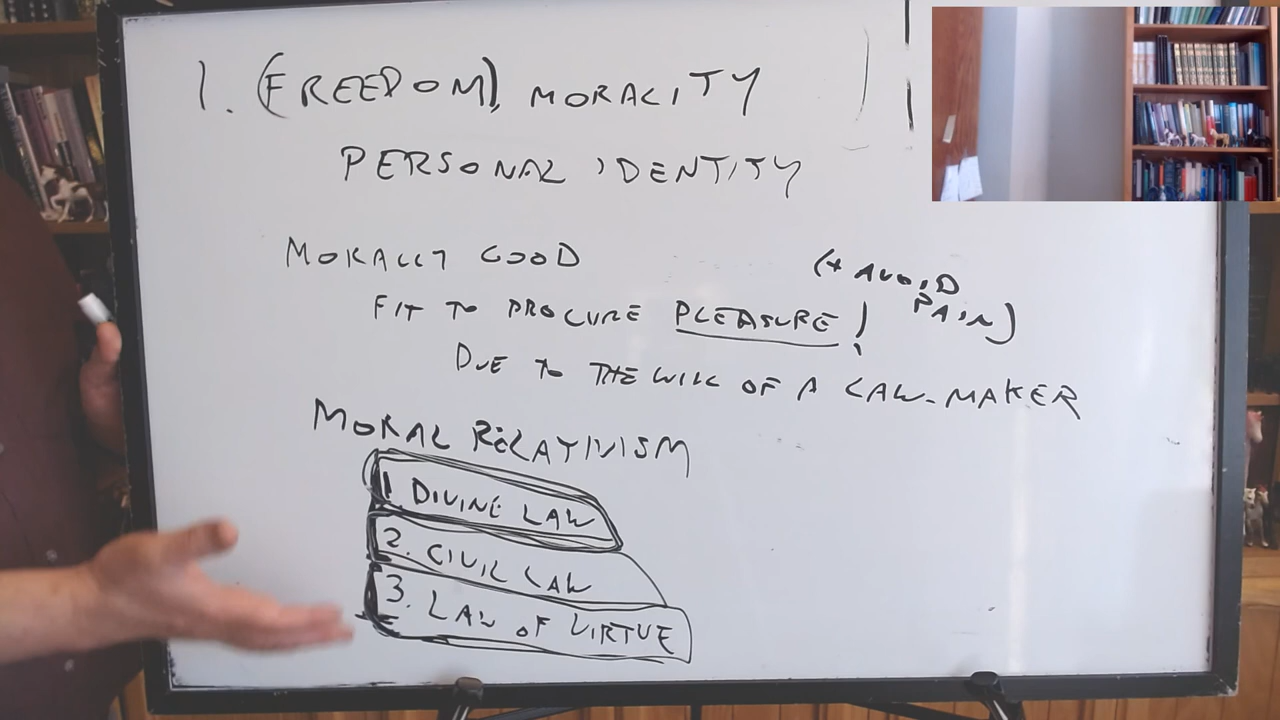 1. (FREEDOM), MORALITY
PERSONAL IDENTITY
MORALLY GOOD
FIT TO PROCURE PLEASURE!
(+ AVOID
PAIN)
DUE TO THE WILL OF A LAW-MAKER
MORAL RELATIVISM
1 DIVINE LAW
2. CIVIL LAW
3. LAW OF VIRTUE